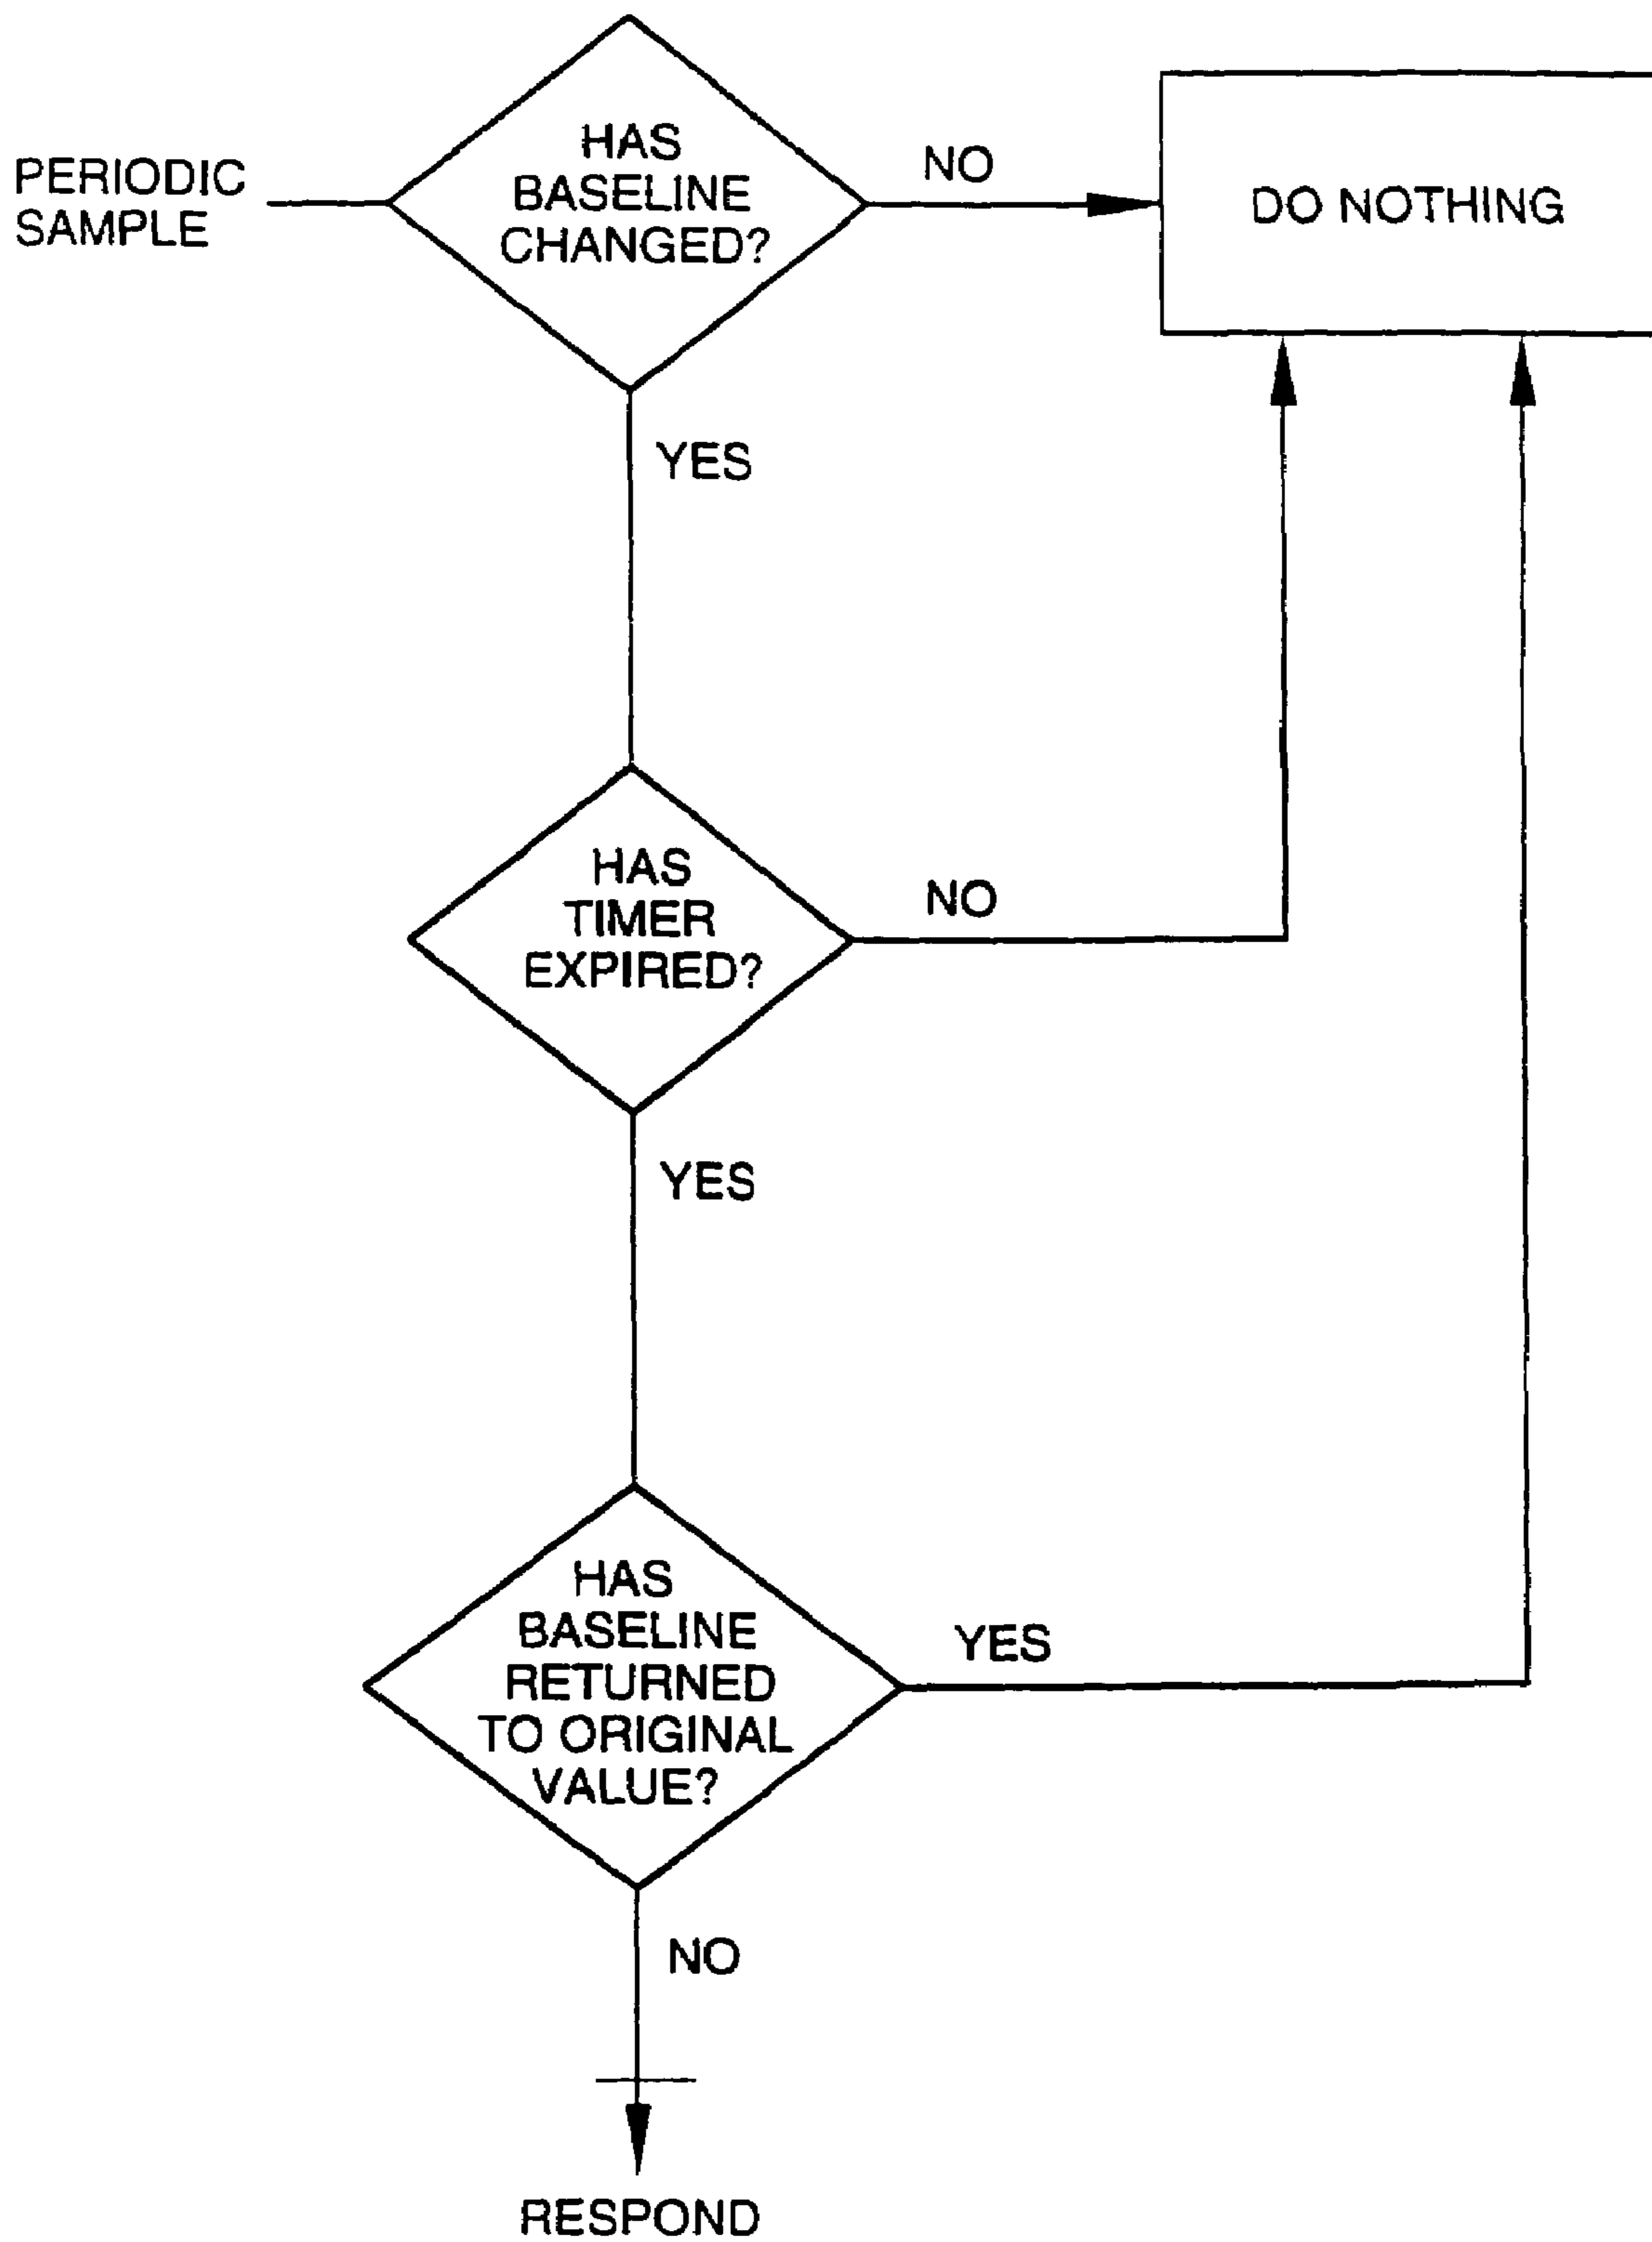 PERIODIC
SAMPLE
HAS
BASELINE
CHANGED?
NO
DO NOTHING
YES
HAS
TIMER
EXPIRED?
NO
YES
HAS
BASELINE
RETURNED
TO ORIGINAL
VALUE?
YES
NO
RESPOND